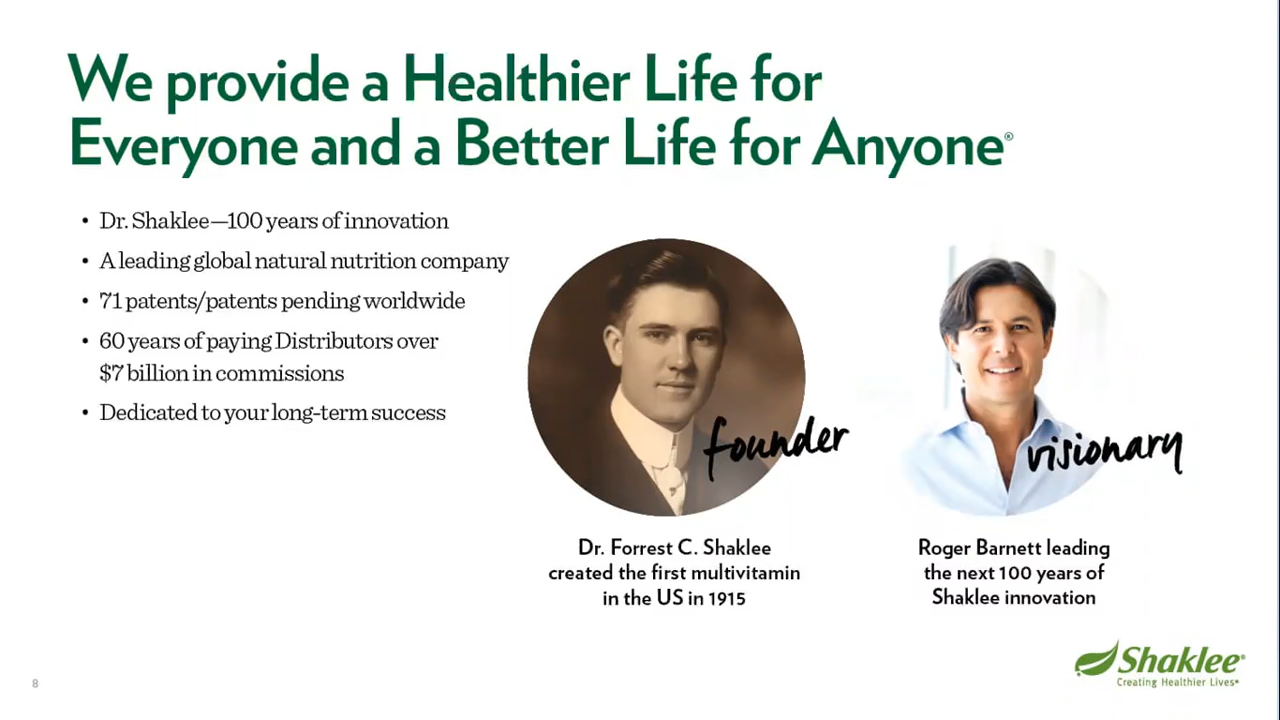 We provide a Healthier Life for
Everyone and a Better Life for Anyone®
• Dr. Shaklee—100 years of innovation
• A leading global natural nutrition company
• 71 patents/patents pending worldwide
• 60 years of paying Distributors over
$7 billion in commissions
• Dedicated to your long-term success
founder
visionary
Dr. Forrest C. Shaklee
created the first multivitamin
in the US in 1915
Roger Barnett leading
the next 100 years of
Shaklee innovation
Shaklee®
Creating Healthier Lives®
8